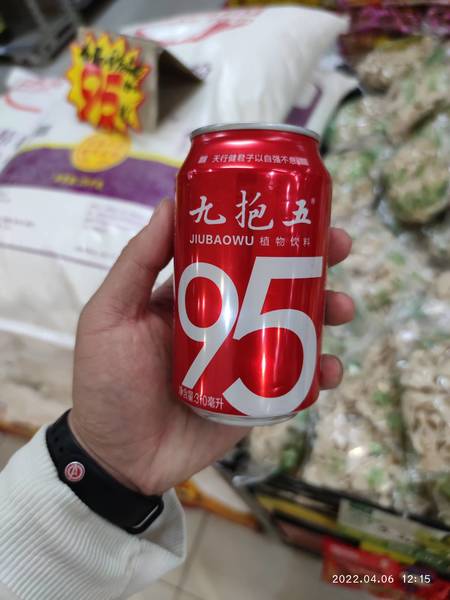 95
天行健君子以自强不息
九抱五®
JIUBAOWU 植物饮料
95
净含量:310毫升
2022.04.06 12:15